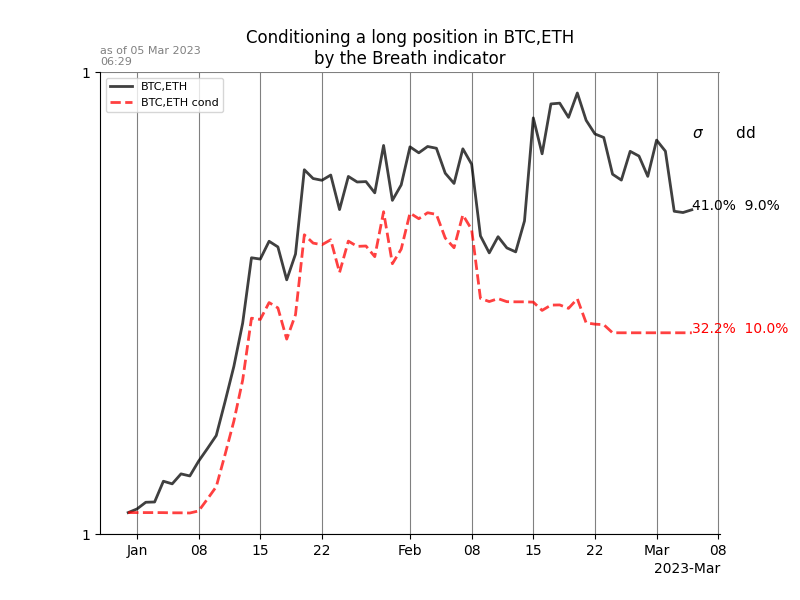 Conditioning a long position in BTC,ETH
by the Breath indicator
as of 05 Mar 2023
06:29
1
BTC,ETH
BTC,ETH cond
σ dd
41.0% 9.0%
32.2% 10.0%
1
Jan 08 15 22 Feb 08 15 22 Mar 08
2023-Mar